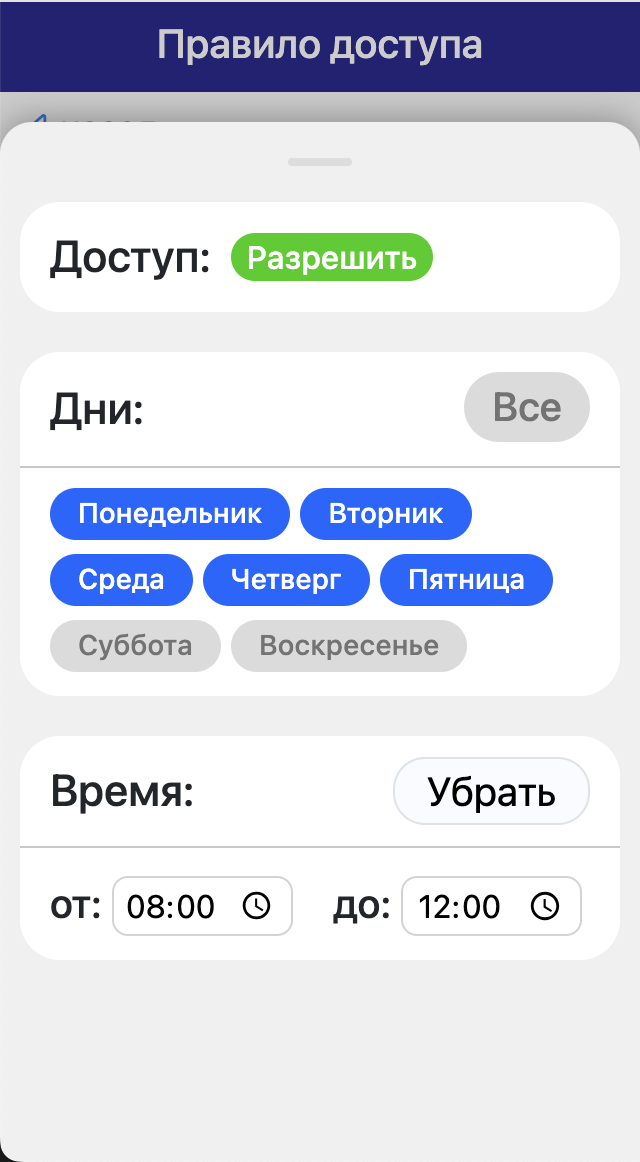 Правило доступа
Доступ: Разрешить
Дни: Все
Понедельник Вторник
Среда Четверг Пятница
Суббота Воскресенье
Время: Убрать
от: 08:00 до: 12:00